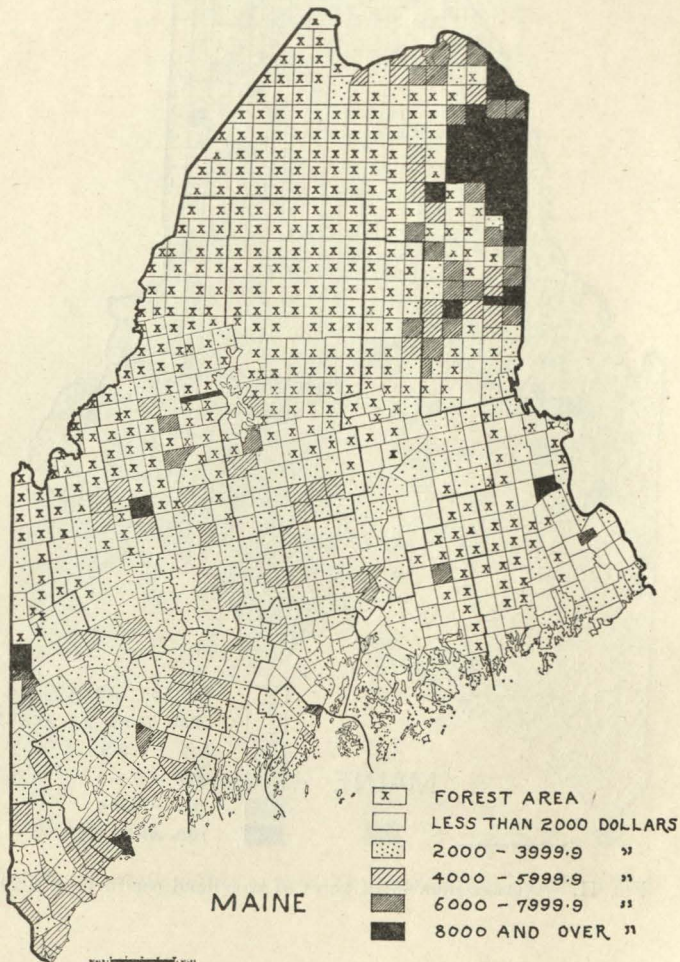 X FOREST AREA
LESS THAN 2000 DOLLARS
2000 - 3999.9 "
4000 - 5999.9 "
6000 - 7999.9 "
8000 AND OVER "
MAINE